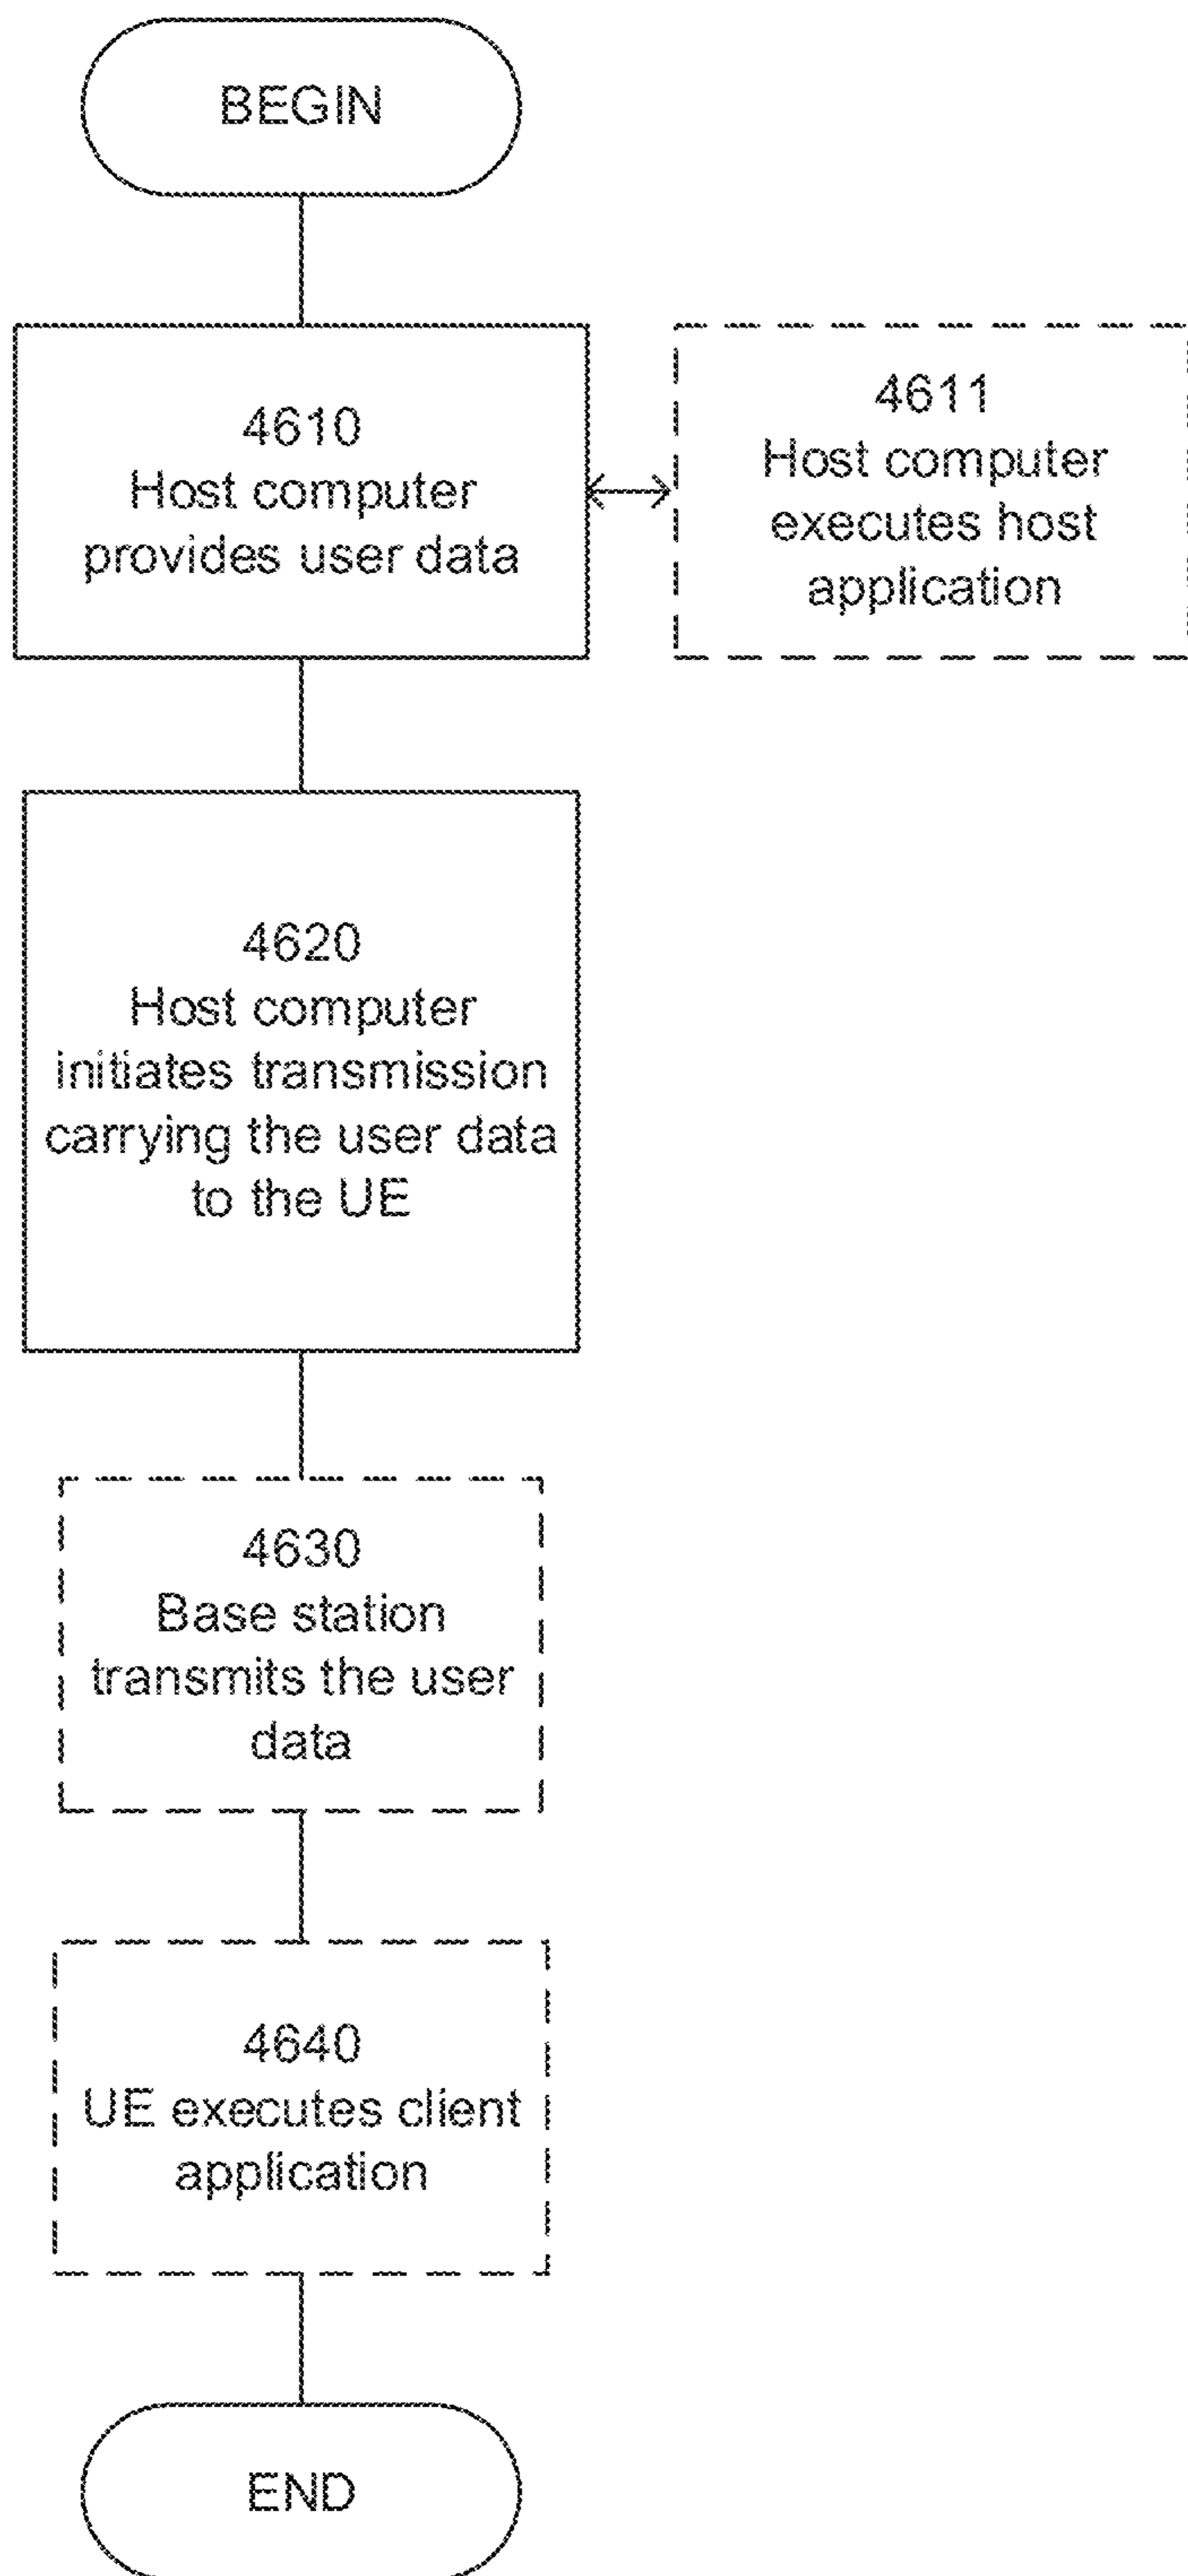 BEGIN
4610
Host computer
provides user data
4611
Host computer
executes host
application
4620
Host computer
initiates transmission
carrying the user data
to the UE
4630
Base station
transmits the user
data
4640
UE executes client
application
END